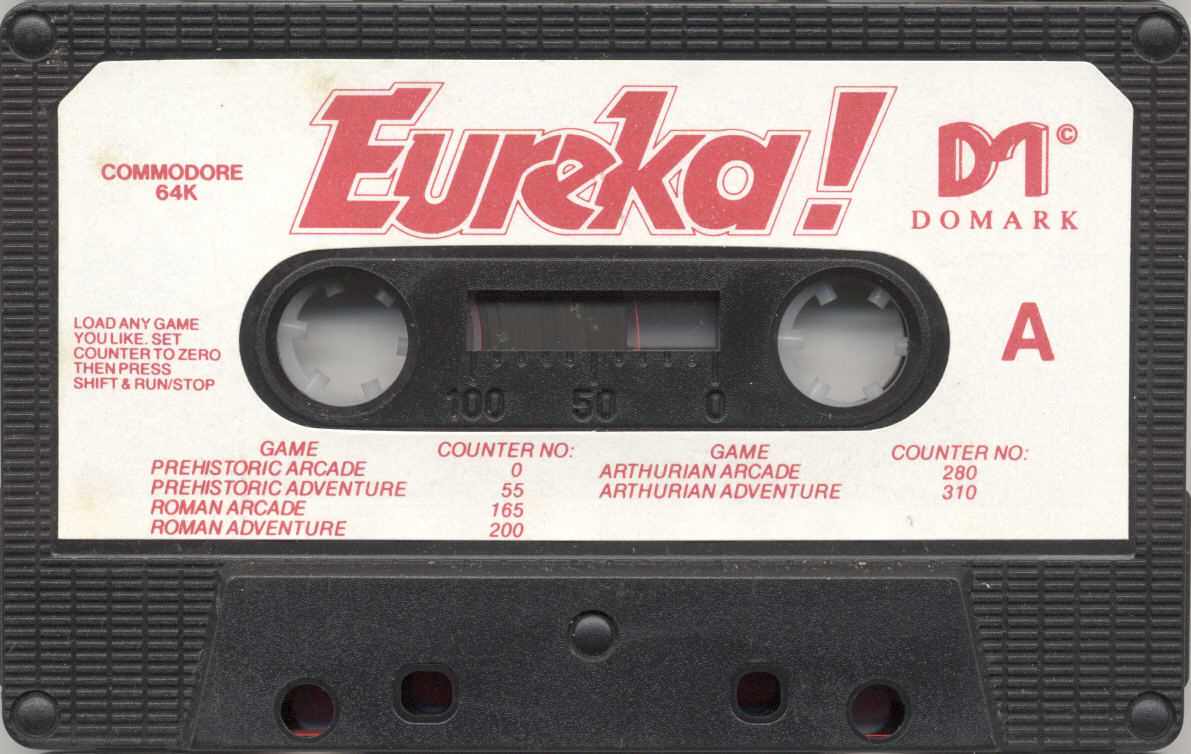 Eureka!
COMMODORE
64K
DM©
DOMARK
LOAD ANY GAME
YOU LIKE. SET
COUNTER TO ZERO
THEN PRESS
SHIFT & RUN/STOP
A
100 50 0
GAME COUNTER NO:
PREHISTORIC ARCADE 0
PREHISTORIC ADVENTURE 55
ROMAN ARCADE 165
ROMAN ADVENTURE 200
GAME COUNTER NO:
ARTHURIAN ARCADE 280
ARTHURIAN ADVENTURE 310